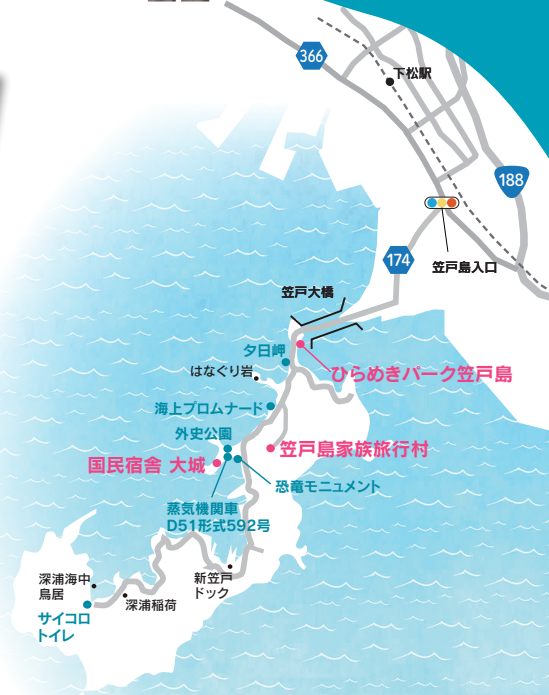 366
下松駅
188
笠戸島入口
174
笠戸大橋
夕日岬
はなぐり岩
ひらめきパーク笠戸島
海上プロムナード
外史公園
笠戸島家族旅行村
国民宿舎 大城
恐竜モニュメント
蒸気機関車
D51形式592号
新笠戸
ドック
深浦海中
鳥居
深浦稲荷
サイコロ
トイレ